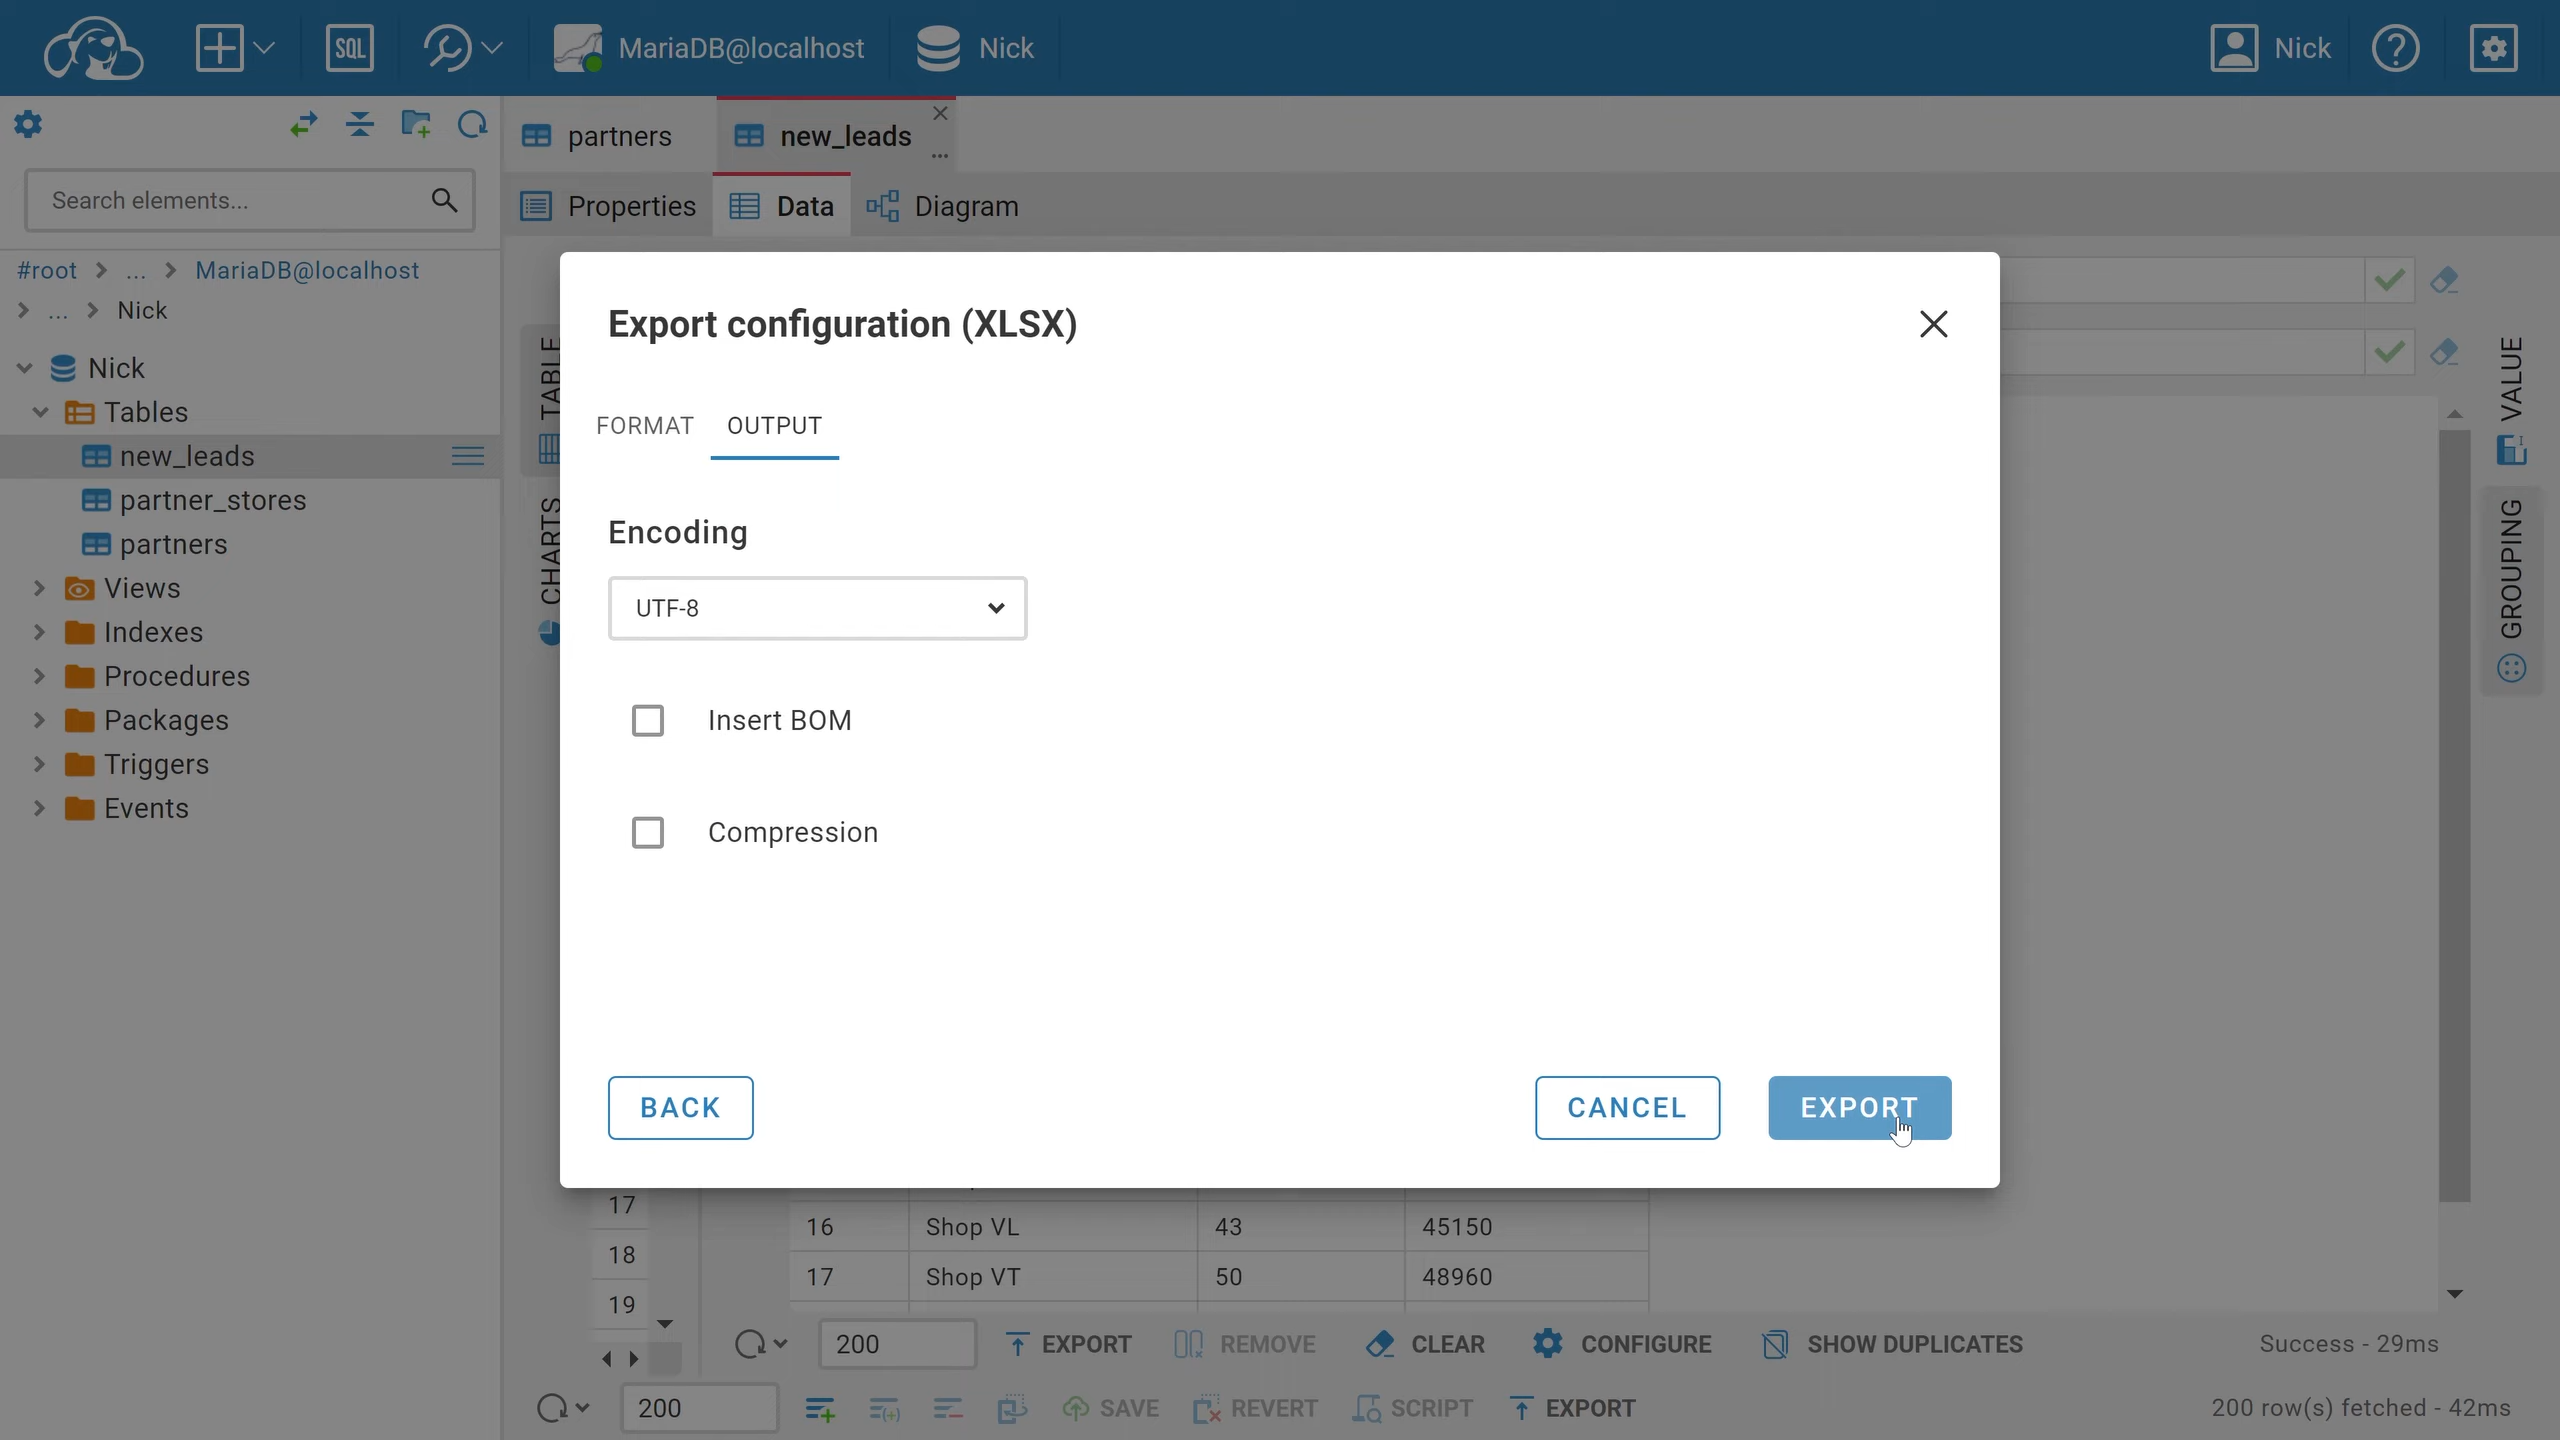 SQL
MariaDB@localhost
Nick
Nick
partners
new_leads
Search elements...
Properties
Data
Diagram
#root > ... > MariaDB@localhost
> ... > Nick
Nick
Tables
new_leads
partner_stores
partners
Views
Indexes
Procedures
Packages
Triggers
Events
TABLE
CHARTS
VALUE
GROUPING
Export configuration (XLSX)
FORMAT OUTPUT
Encoding
UTF-8
Insert BOM
Compression
BACK
CANCEL
EXPORT
17
18
19
16 Shop VL 43 45150
17 Shop VT 50 48960
200 EXPORT REMOVE CLEAR CONFIGURE SHOW DUPLICATES Success - 29ms
200 SAVE REVERT SCRIPT EXPORT 200 row(s) fetched - 42ms